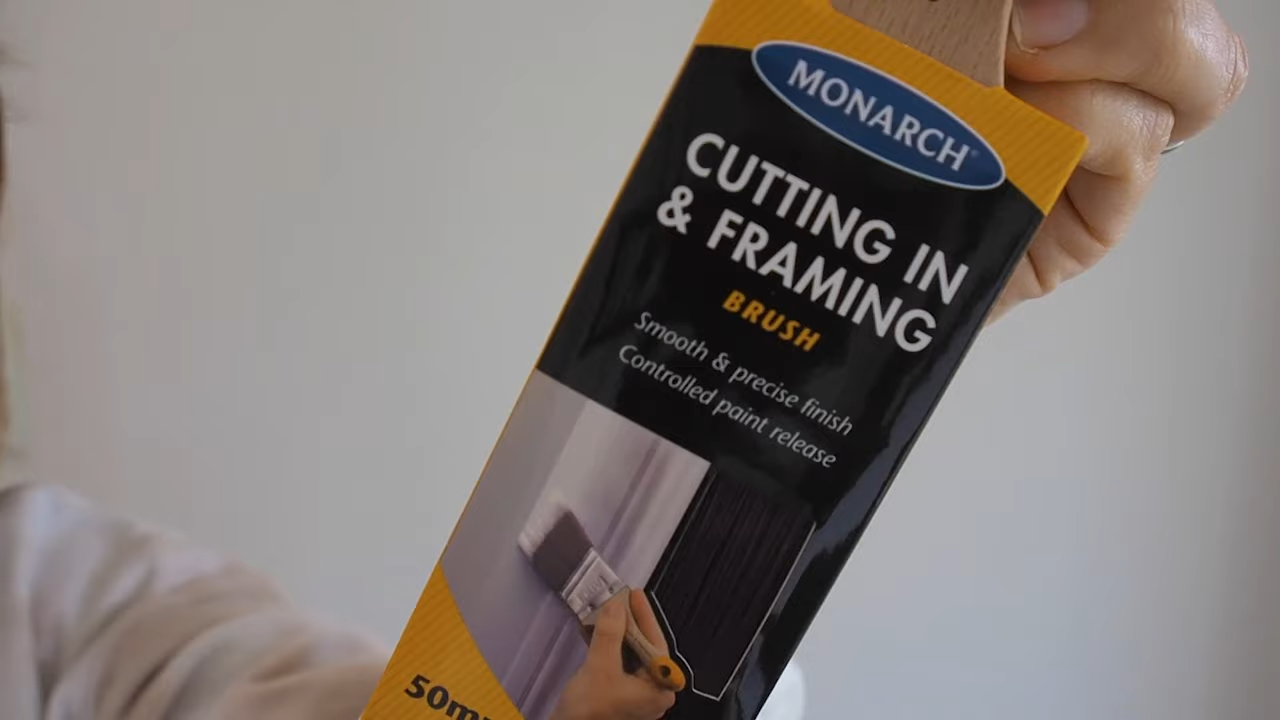 MONARCH
CUTTING IN
& FRAMING
BRUSH
Smooth & precise finish
Controlled paint release